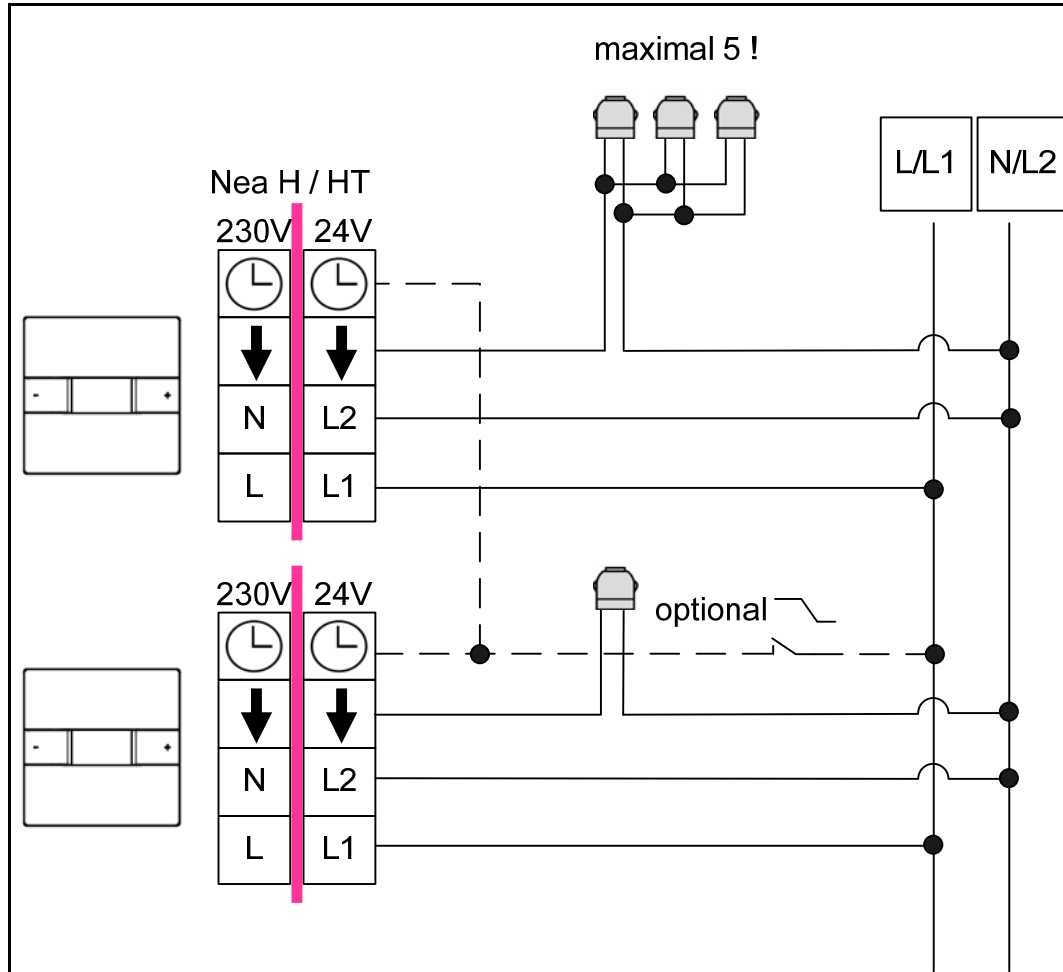 maximal 5 !
L/L1 N/L2
Nea H / HT
230V 24V
- +
N L2
L L1
230V 24V
optional
- +
N L2
L L1